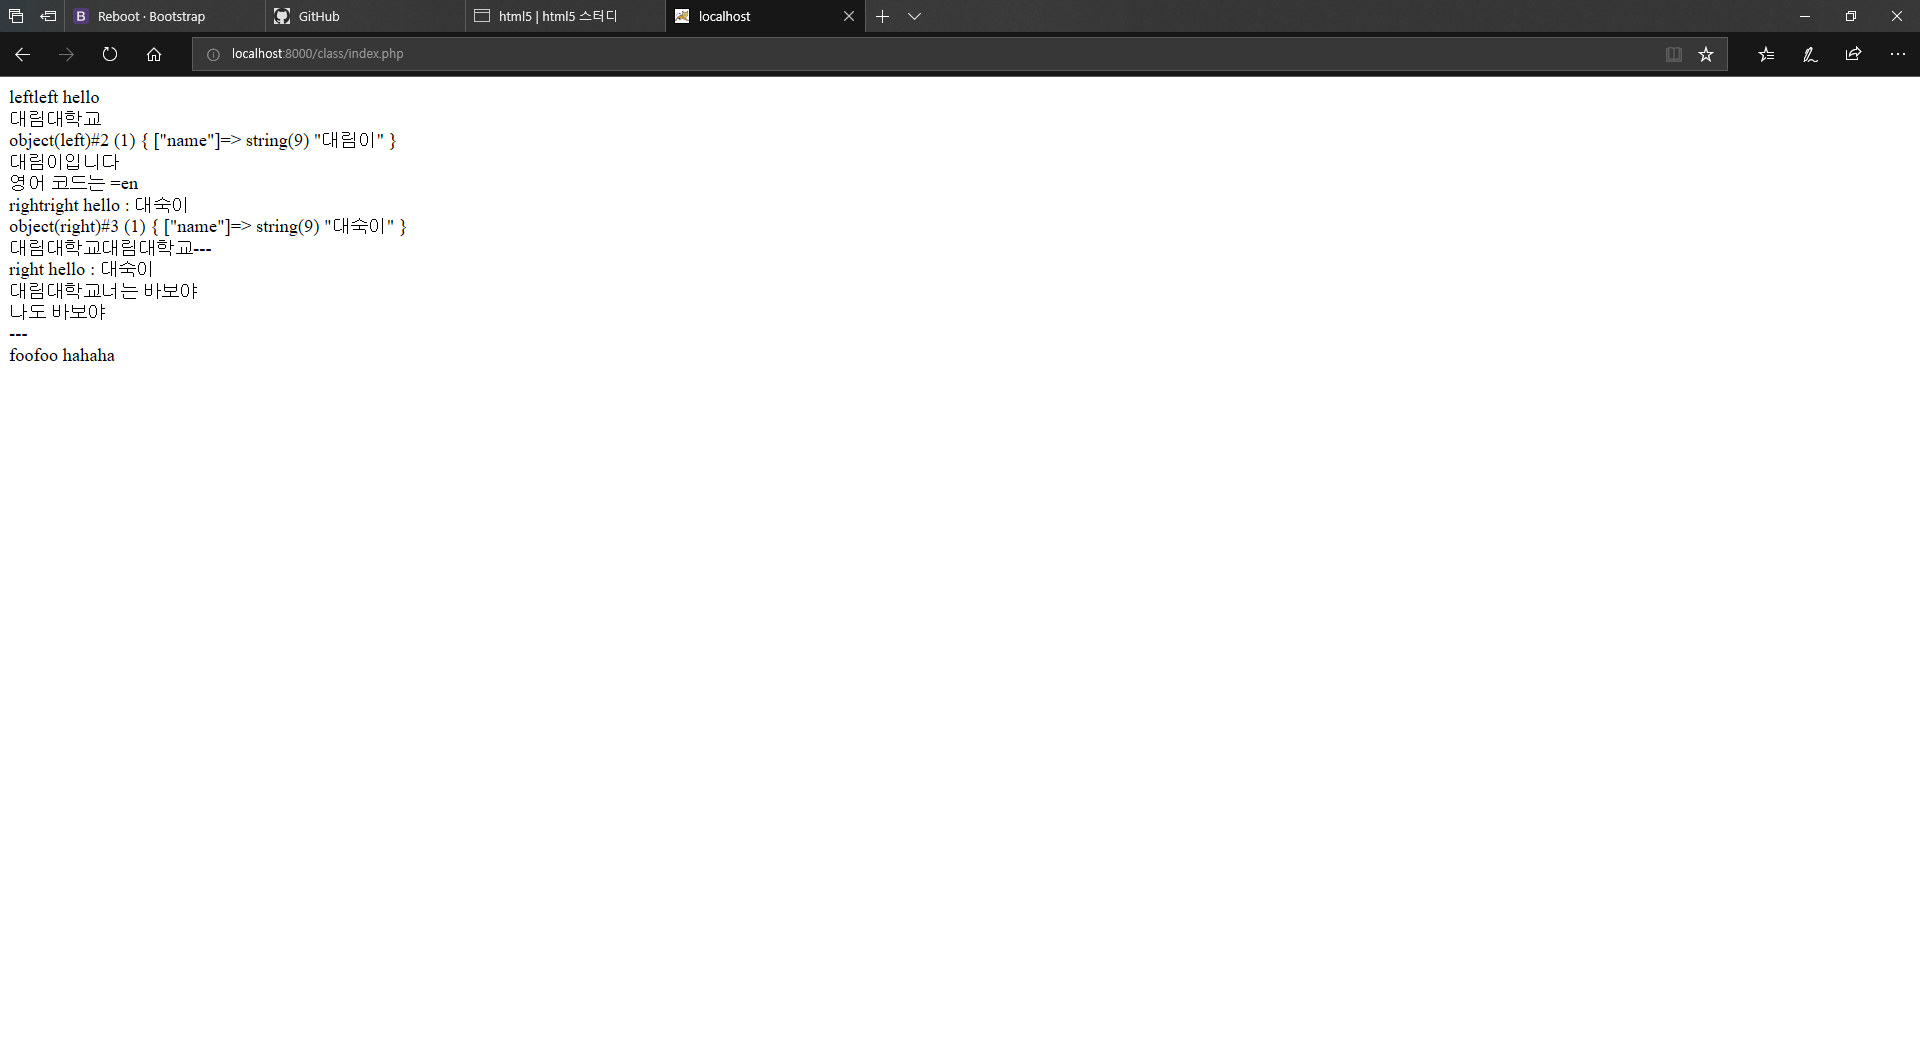 Reboot · Bootstrap
GitHub
html5 | html5 스터디
localhost
localhost:8000/class/index.php
leftleft hello
대림대학교
object(left)#2 (1) { ["name"]=> string(9) "대림이" }
대림이입니다
영어 코드는 =en
rightright hello : 대숙이
object(right)#3 (1) { ["name"]=> string(9) "대숙이" }
대림대학교대림대학교---
right hello : 대숙이
대림대학교너는 바보야
나도 바보야
---
foofoo hahaha